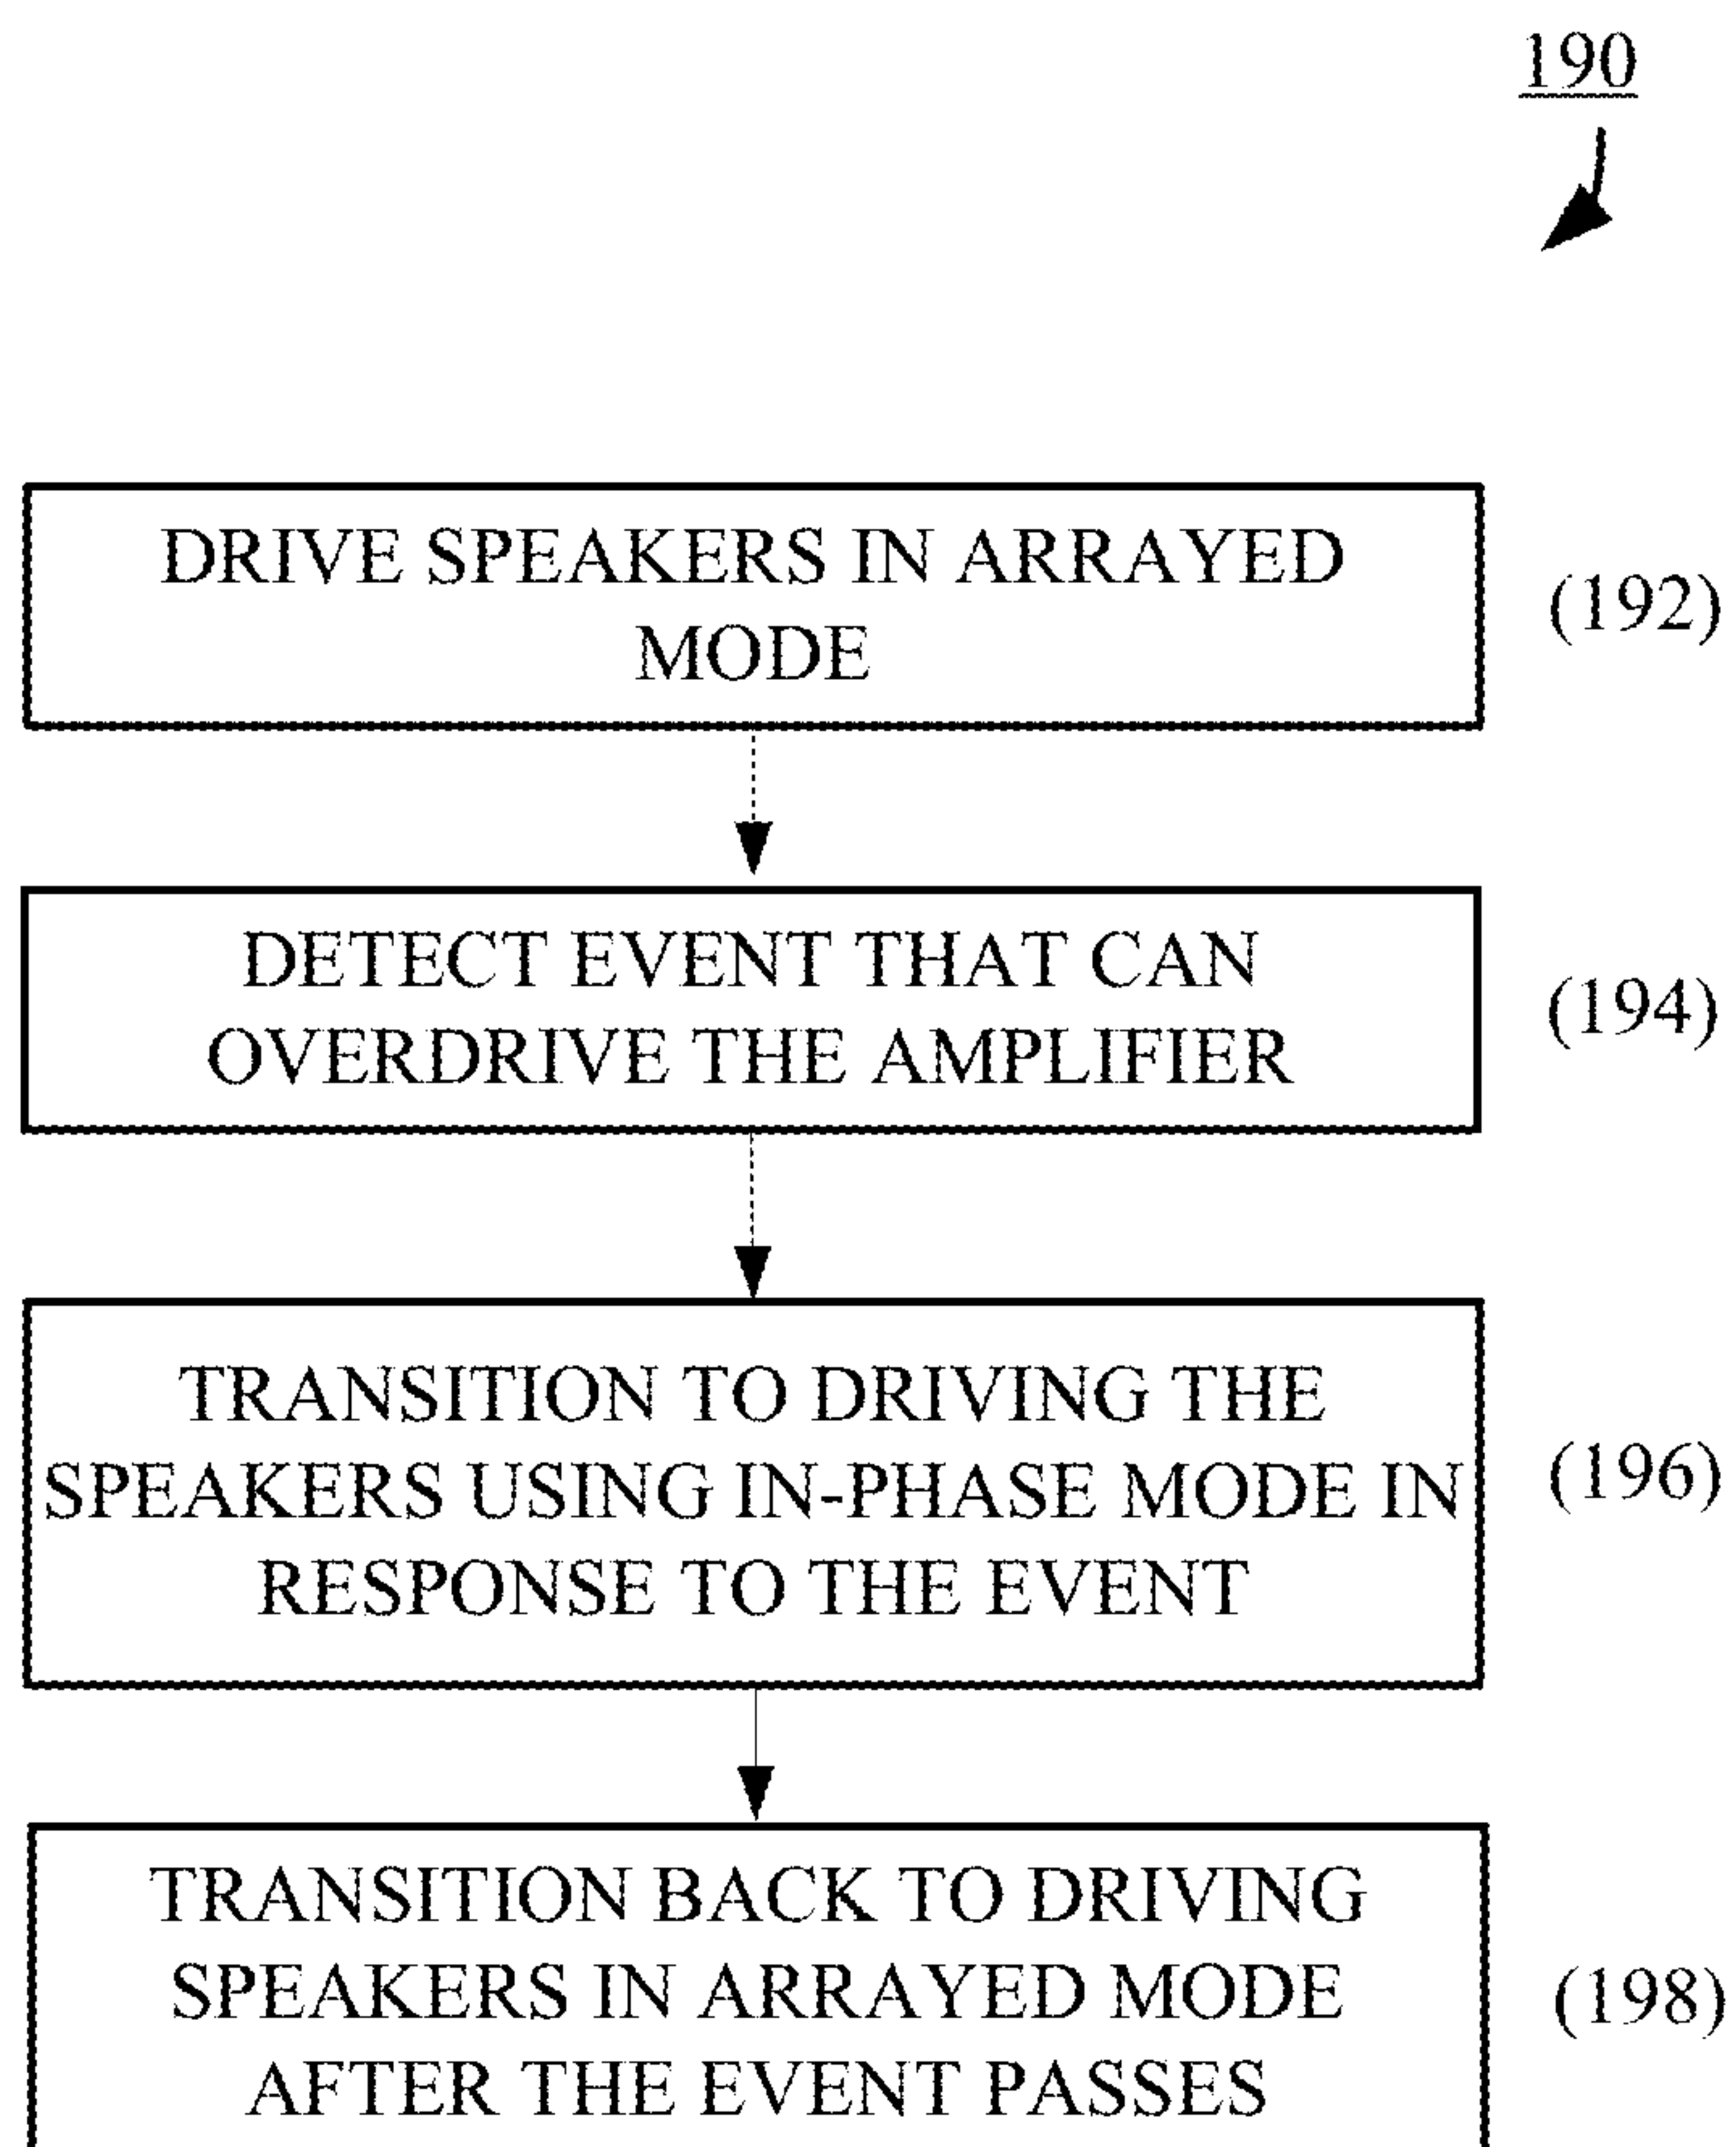 190
DRIVE SPEAKERS IN ARRAYED
MODE
(192)
DETECT EVENT THAT CAN
OVERDRIVE THE AMPLIFIER
(194)
TRANSITION TO DRIVING THE
SPEAKERS USING IN-PHASE MODE IN
RESPONSE TO THE EVENT
(196)
TRANSITION BACK TO DRIVING
SPEAKERS IN ARRAYED MODE
AFTER THE EVENT PASSES
(198)